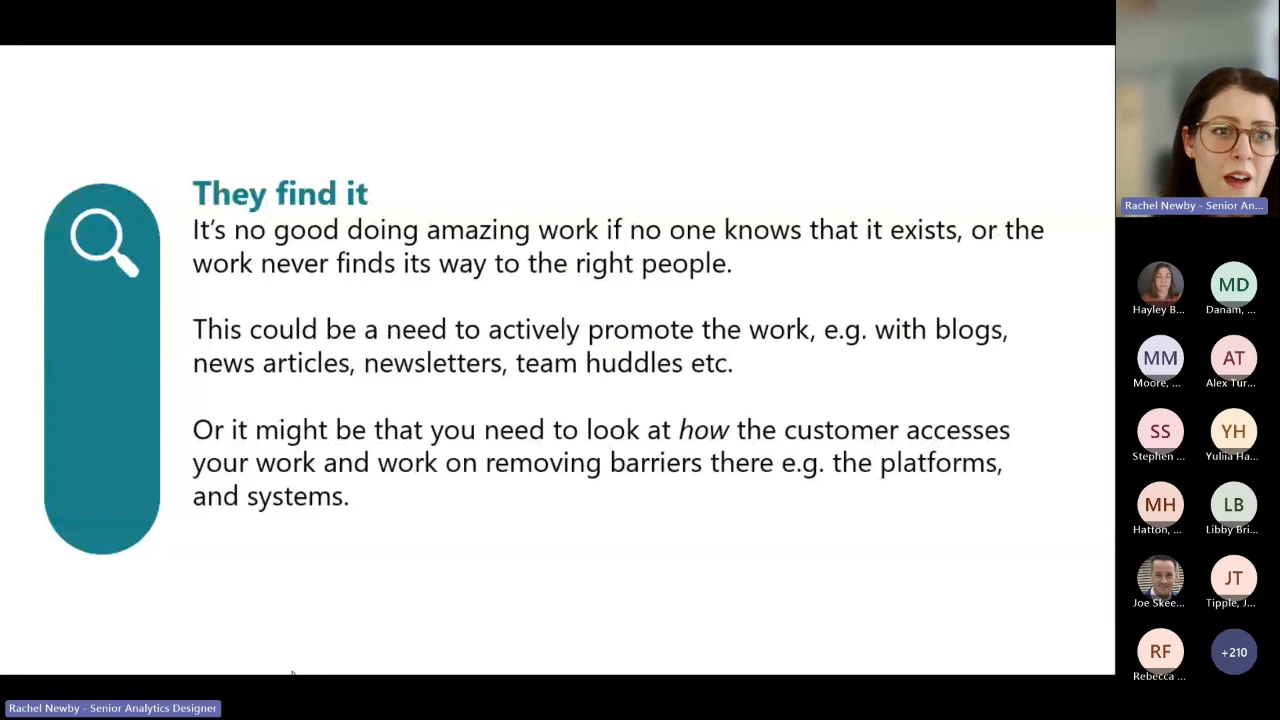 They find it
It’s no good doing amazing work if no one knows that it exists, or the
work never finds its way to the right people.
This could be a need to actively promote the work, e.g. with blogs,
news articles, newsletters, team huddles etc.
Or it might be that you need to look at how the customer accesses
your work and work on removing barriers there e.g. the platforms,
and systems.
Rachel Newby - Senior An...
Hayley B...
MD
Danam, ...
MM
Moore, ...
AT
Alex Tur...
SS
Stephen ...
YH
Yuliia Ha...
MH
Hatton, ...
LB
Libby Bri...
Joe Skee...
JT
Tipple, J...
RF
Rebecca ...
+210
Rachel Newby - Senior Analytics Designer